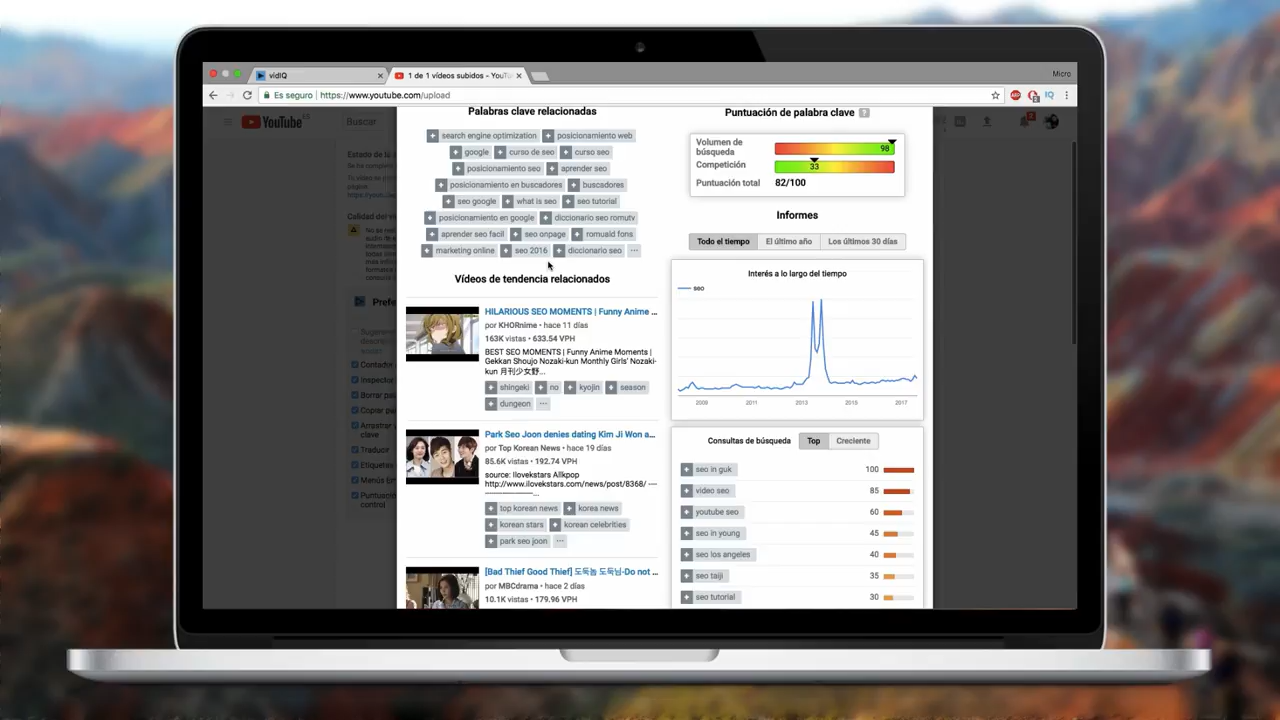 vidIQ
1 de 1 vídeos subidos - YouTu
Micro
Es seguro
https://www.youtube.com/upload
YouTube ES
Buscar
Palabras clave relacionadas
search engine optimization
posicionamiento web
google
curso de seo
curso seo
posicionamiento seo
aprender seo
posicionamiento en buscadores
buscadores
seo google
what is seo
seo tutorial
posicionamiento en google
diccionario seo romutv
aprender seo facil
seo onpage
romuald fons
marketing online
seo 2016
diccionario seo
...
Vídeos de tendencia relacionados
HILARIOUS SEO MOMENTS | Funny Anime ...
por KHORnime • hace 11 días
163K vistas • 633.54 VPH
BEST SEO MOMENTS | Funny Anime Moments |
Gekkan Shoujo Nozaki-kun Monthly Girls' Nozaki-
kun 月刊少女野...
shingeki
no
kyojin
season
dungeon
...
Park Seo Joon denies dating Kim Ji Won a...
por Top Korean News • hace 19 días
85.6K vistas • 192.74 VPH
source: Ilovekstars Allkpop
http://www.ilovekstars.com/news/post/8368/ ---
------------------...
top korean news
korea news
korean stars
korean celebrities
park seo joon
...
[Bad Thief Good Thief] 도둑놈 도둑님-Do not ...
por MBCdrama • hace 2 días
10.1K vistas • 179.96 VPH
Puntuación de palabra clave ?
Volumen de
búsqueda
98
Competición
33
Puntuación total
82/100
Informes
Todo el tiempo
El último año
Los últimos 30 días
Interés a lo largo del tiempo
seo
2009
2011
2013
2015
2017
Consultas de búsqueda
Top
Creciente
seo in guk
100
video seo
85
youtube seo
60
seo in young
45
seo los angeles
40
seo taiji
35
seo tutorial
30